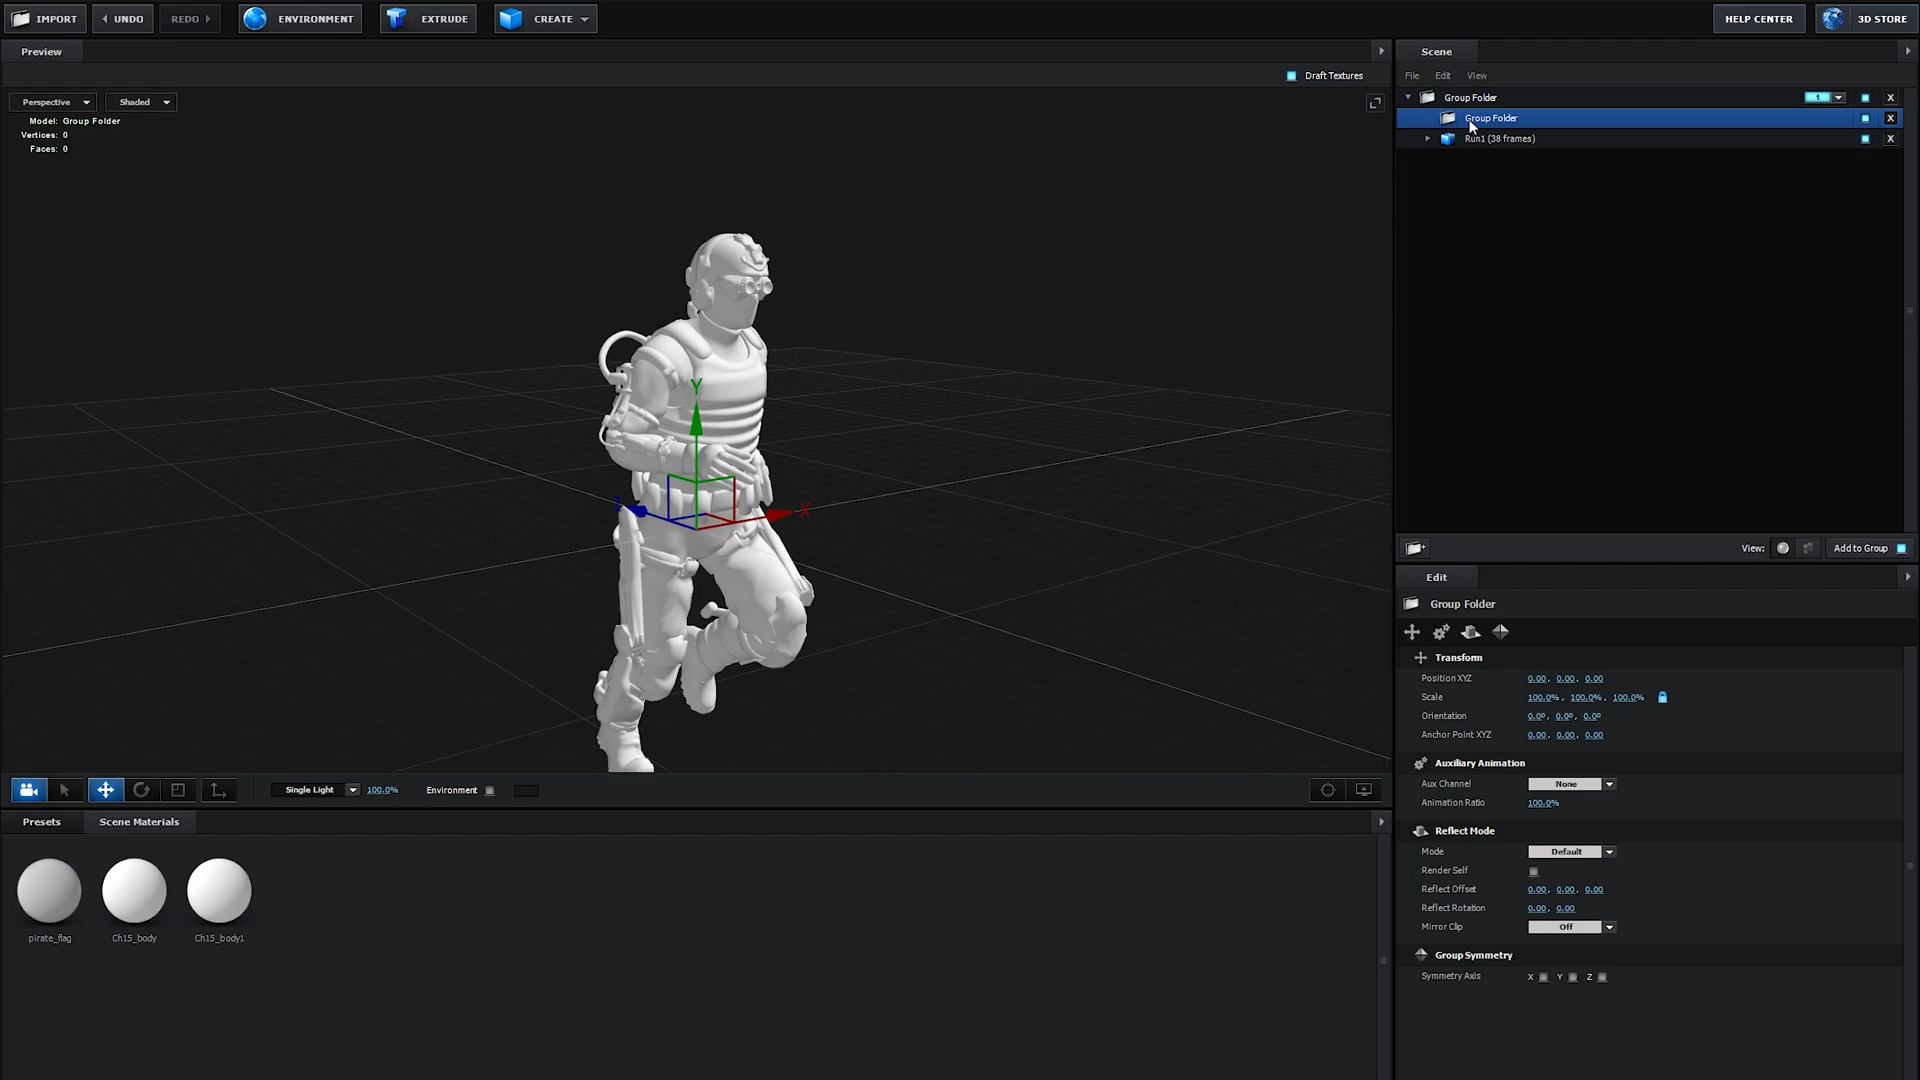 IMPORT UNDO REDO ENVIRONMENT EXTRUDE CREATE HELP CENTER 3D STORE
Preview
Draft Textures
Perspective Shaded
Model: Group Folder
Vertices: 0
Faces: 0
Y
X
Z
Single Light 100.0% Environment
Presets Scene Materials
pirate_flag Ch15_body Ch15_body1
Scene
File Edit View
Group Folder 1 X
Group Folder X
Run1 (38 frames) X
View: Add to Group
Edit
Group Folder
Transform
Position XYZ 0.00, 0.00, 0.00
Scale 100.0%, 100.0%, 100.0%
Orientation 0.0º, 0.0º, 0.0º
Anchor Point XYZ 0.00, 0.00, 0.00
Auxiliary Animation
Aux Channel None
Animation Ratio 100.0%
Reflect Mode
Mode Default
Render Self
Reflect Offset 0.00, 0.00, 0.00
Reflect Rotation 0.00, 0.00
Mirror Clip Off
Group Symmetry
Symmetry Axis X Y Z